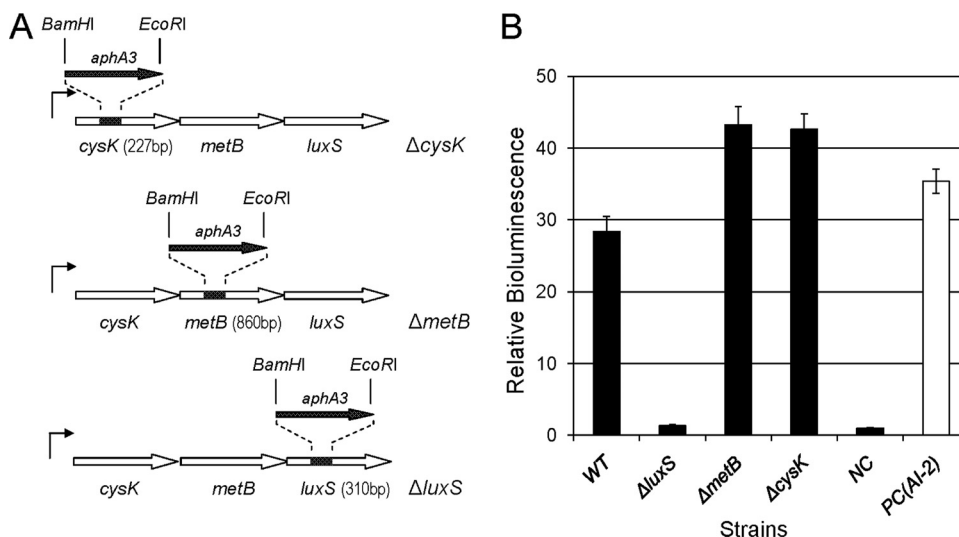 A
BamHI EcoRI
aphA3
cysK (227bp) metB luxS ΔcysK
BamHI EcoRI
aphA3
cysK metB (860bp) luxS ΔmetB
BamHI EcoRI
aphA3
cysK metB luxS (310bp) ΔluxS
B
Relative Bioluminescence
50
40
30
20
10
0
WT ΔluxS ΔmetB ΔcysK NC PC(AI-2)
Strains